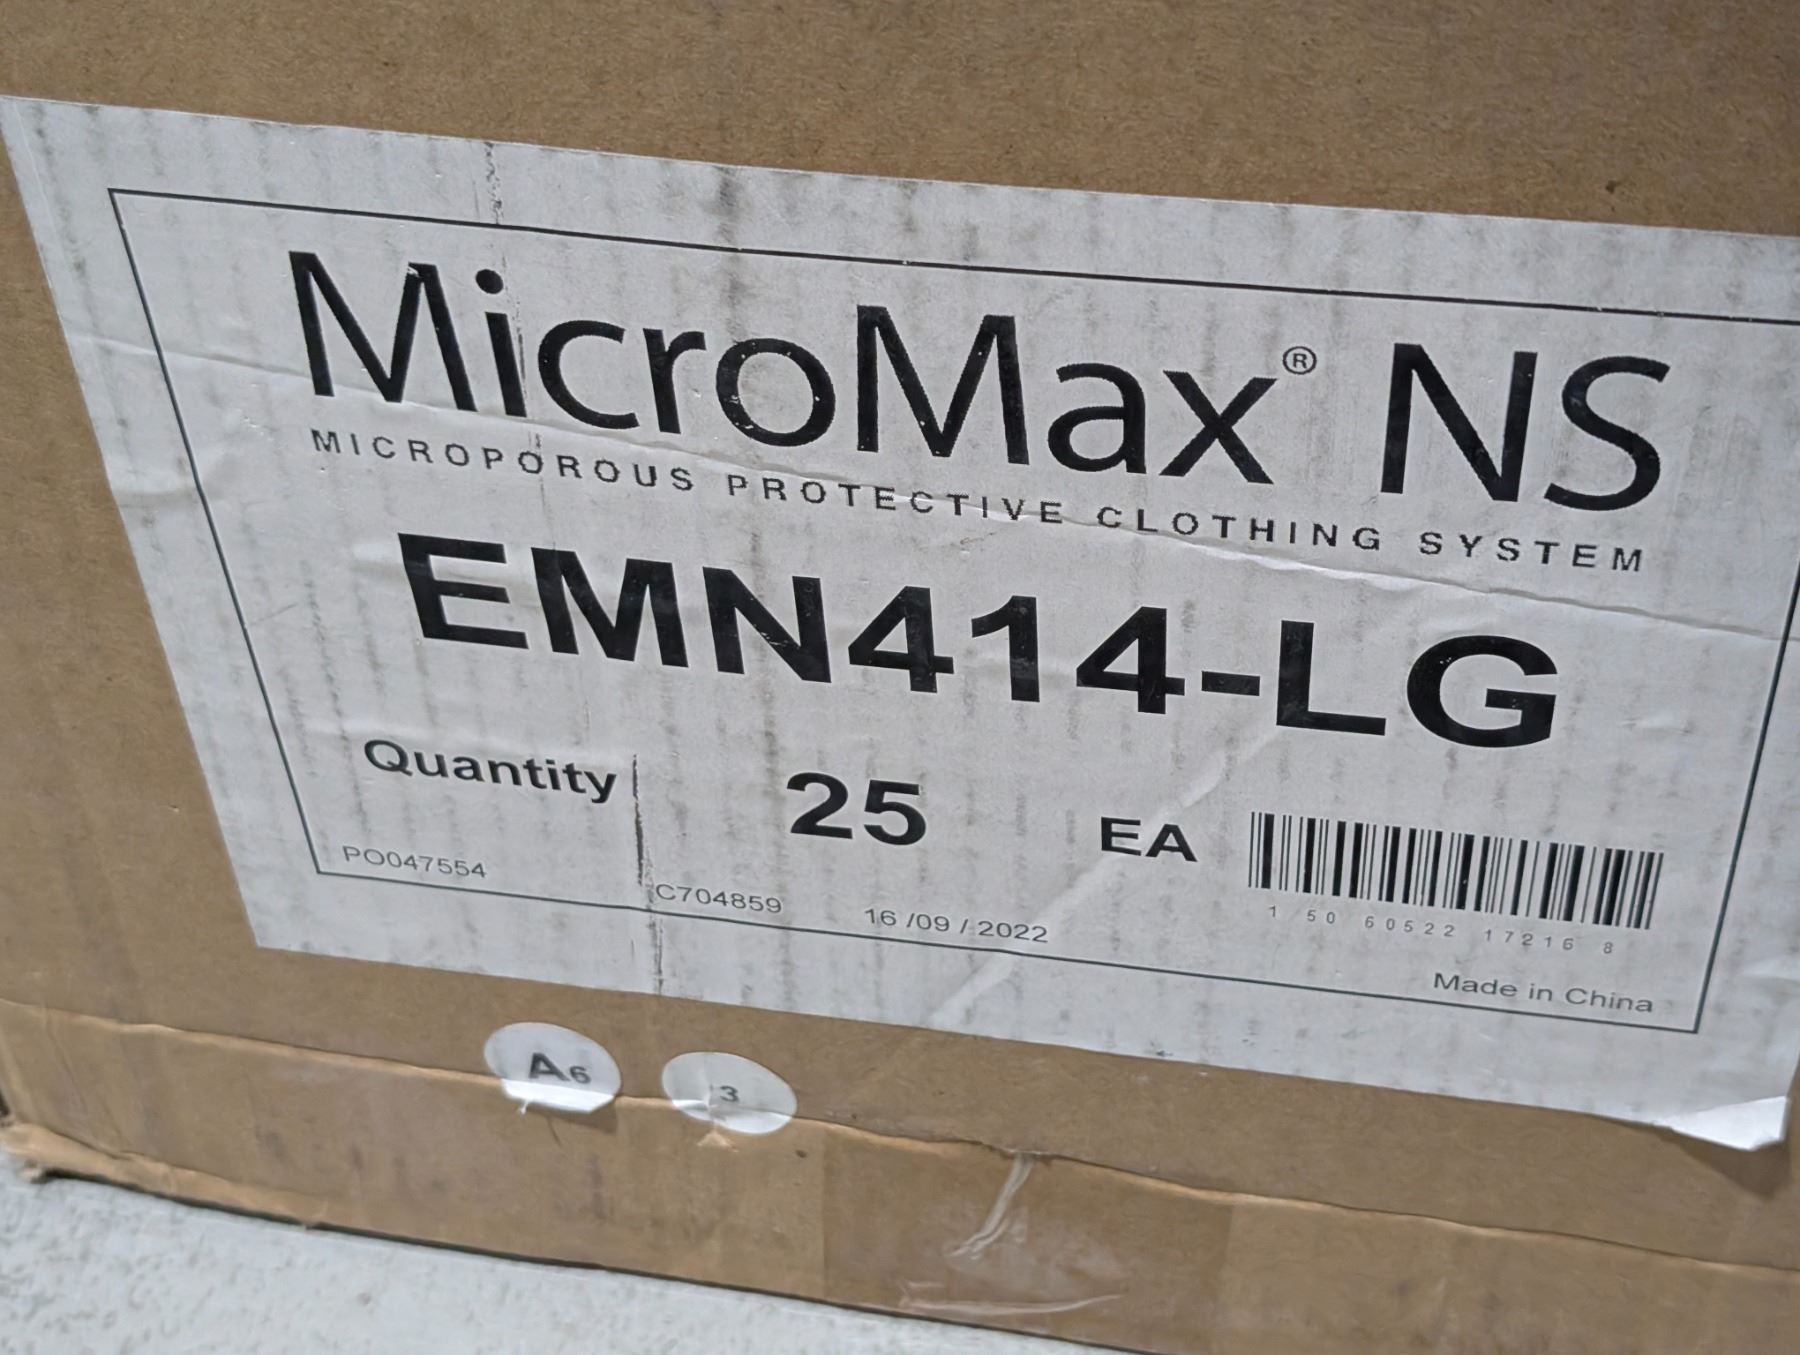 MicroMax® NS
MICROPOROUS PROTECTIVE CLOTHING SYSTEM
EMN414-LG
Quantity 25 EA
1 50 60522 17216 8
PO047554 C704859 16 /09 / 2022
Made in China
A6 3